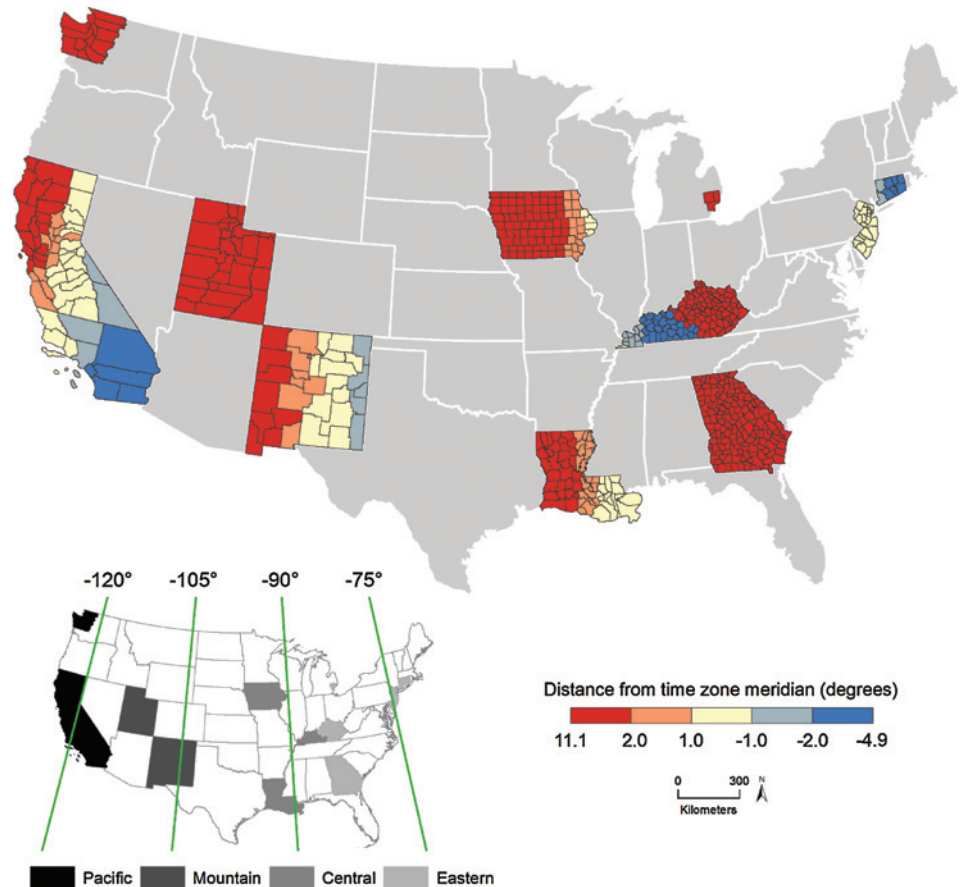 -120° -105° -90° -75°
Distance from time zone meridian (degrees)
11.1 2.0 1.0 -1.0 -2.0 -4.9
0 300 N
Kilometers
Pacific Mountain Central Eastern